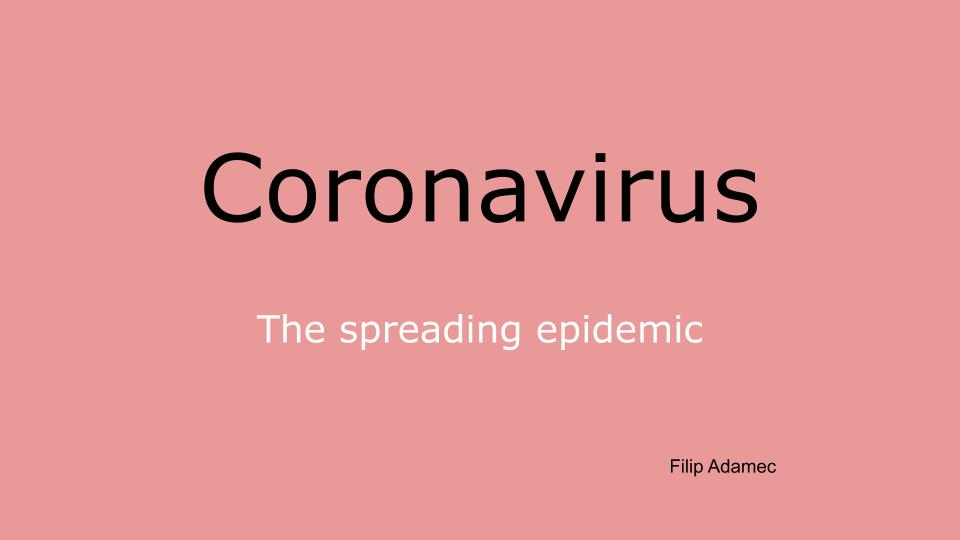 Coronavirus
The spreading epidemic
Filip Adamec